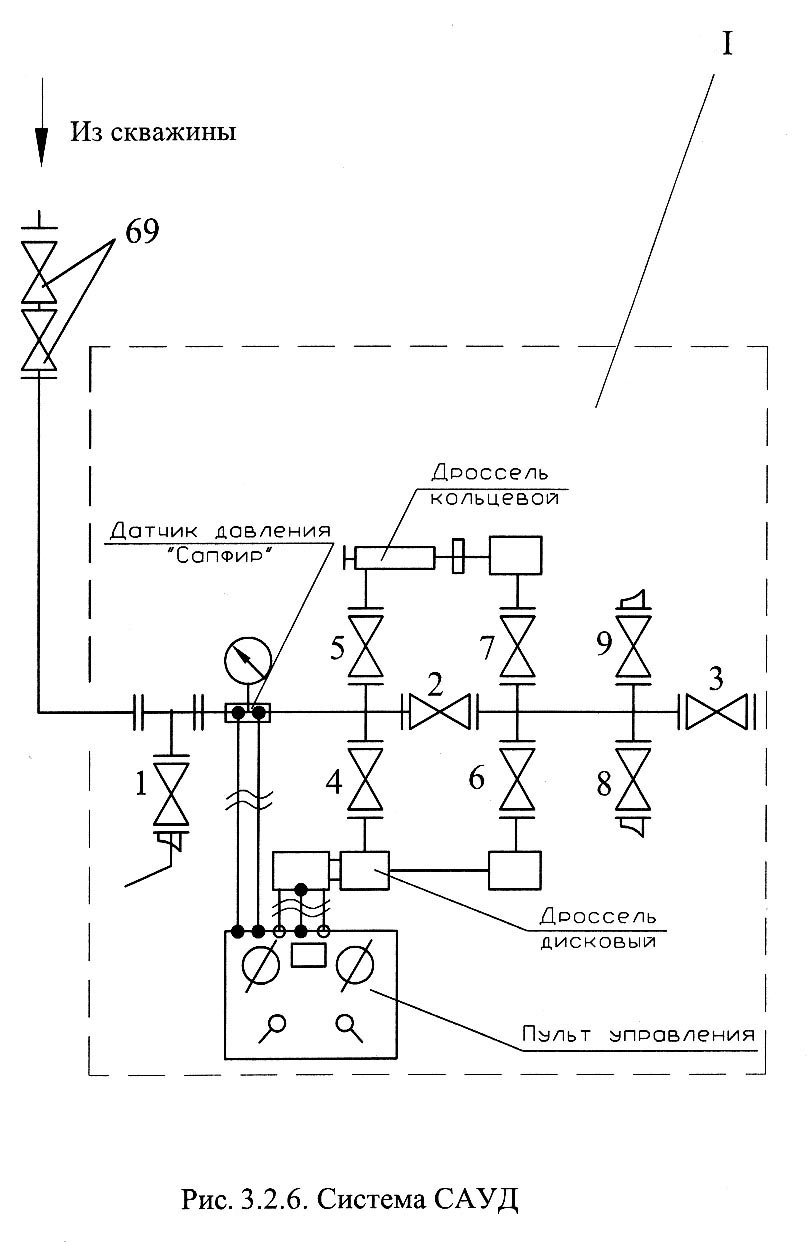 I
Из скважины
69
Дроссель
кольцевой
Датчик давления
"Сапфир"
5
7
9
2
3
1
4
6
8
Дроссель
дисковый
Пульт управления
Рис. 3.2.6. Система САУД